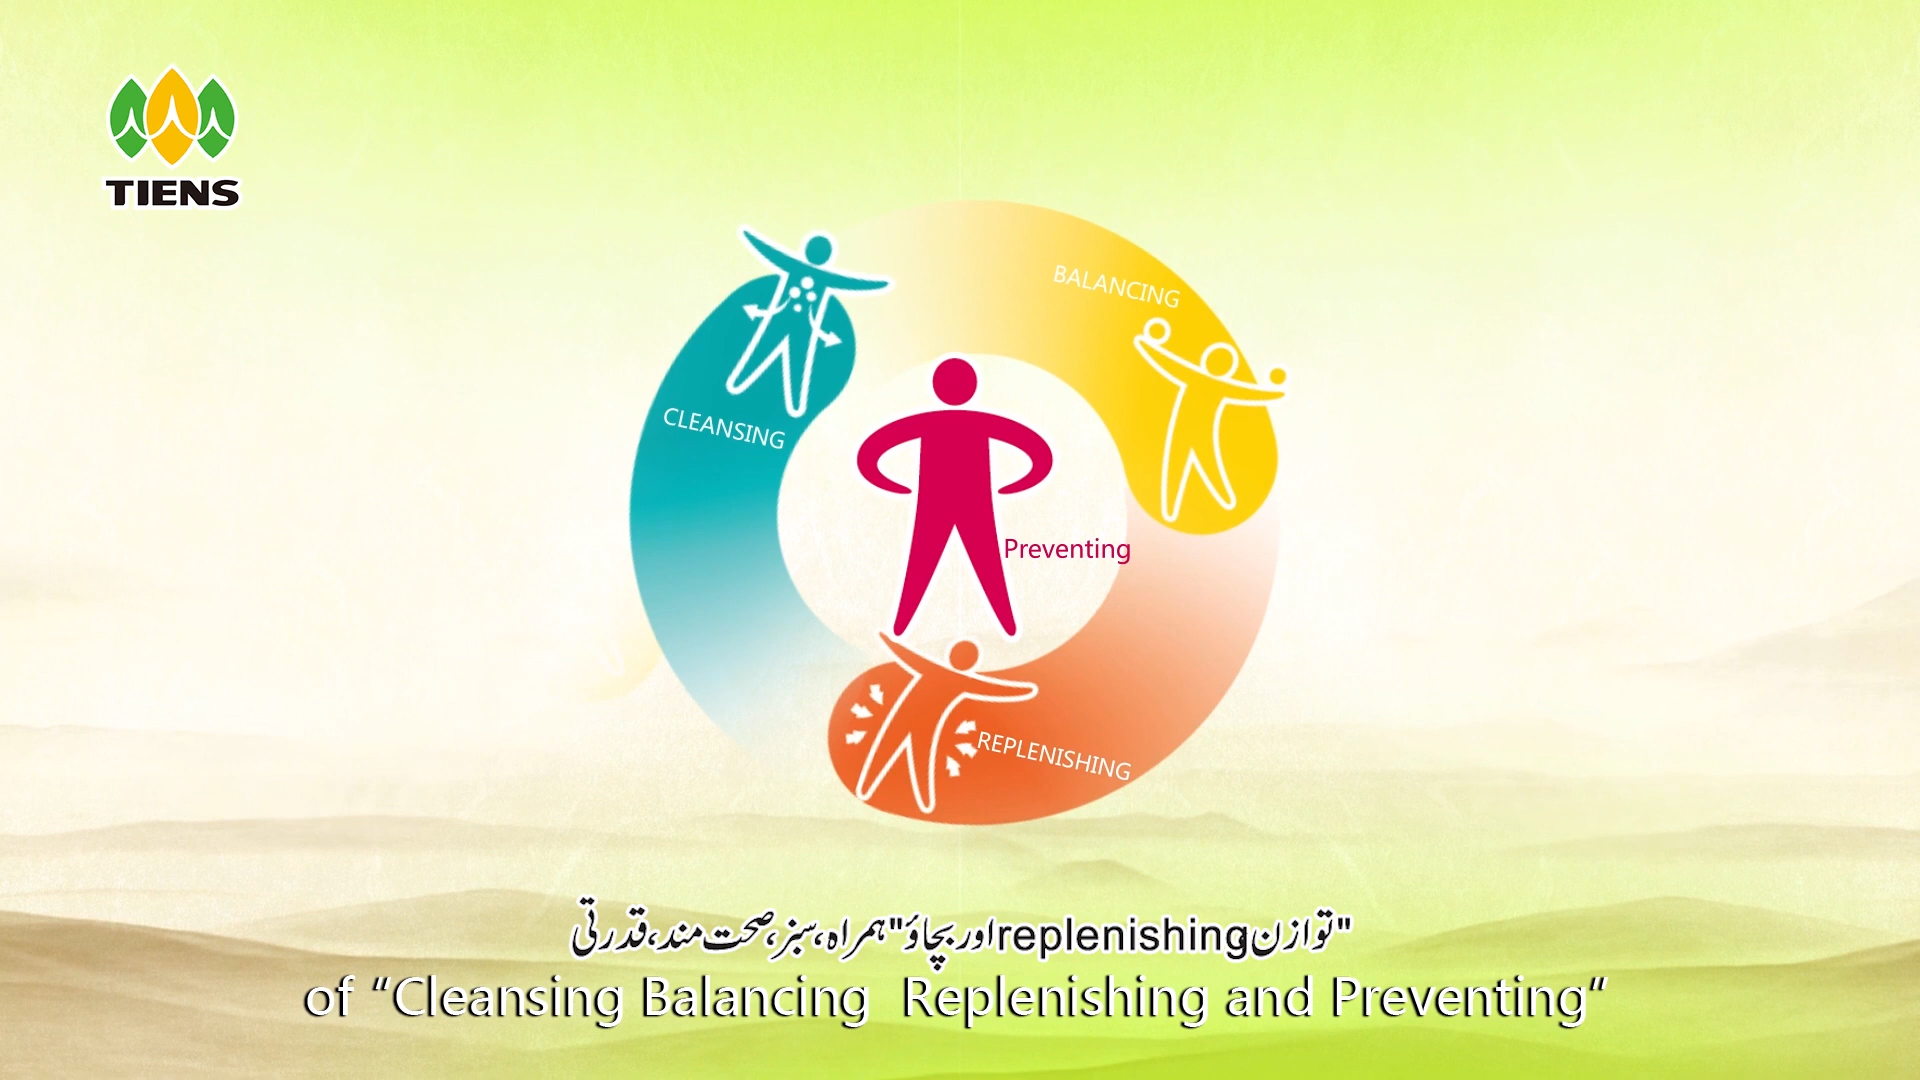 TIENS
BALANCING
CLEANSING
Preventing
REPLENISHING
"توازن،replenishing اور بچاؤ" ہمراہ، سبز، صحت مند، قدرتی
of “Cleansing Balancing  Replenishing and Preventing”